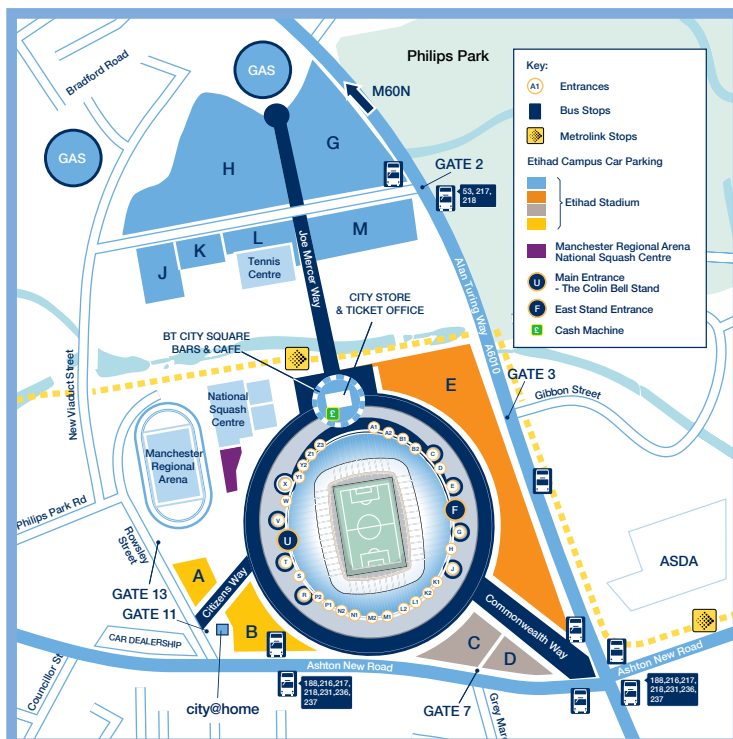 Bradford Road
GAS
GAS
Philips Park
M60N
H
G
GATE 2
53, 217,
218
J
K
L
M
Tennis
Centre
Joe Mercer Way
Alan Turing Way
A6010
CITY STORE
& TICKET OFFICE
BT CITY SQUARE
BARS & CAFE
£
New Viaduct Street
National
Squash
Centre
Manchester
Regional
Arena
E
GATE 3
Gibbon Street
Philips Park Rd
Rowsley
Street
A1
A2
B1
B2
C
D
E
F
G
H
J
K1
K2
L1
L2
M1
M2
N1
N2
P1
P2
R
S
T
U
V
W
X
Y1
Y2
Z1
Z3
ASDA
A
B
C
D
Citizens Way
Commonwealth Way
GATE 13
GATE 11
CAR DEALERSHIP
Councillor St
city@home
Ashton New Road
Ashton New Road
188,216,217,
218,231,236,
237
188,216,217,
218,231,236,
237
GATE 7
Key:
A1 Entrances
Bus Stops
Metrolink Stops
Etihad Campus Car Parking
Etihad Stadium
Manchester Regional Arena
National Squash Centre
U Main Entrance
- The Colin Bell Stand
F East Stand Entrance
£ Cash Machine